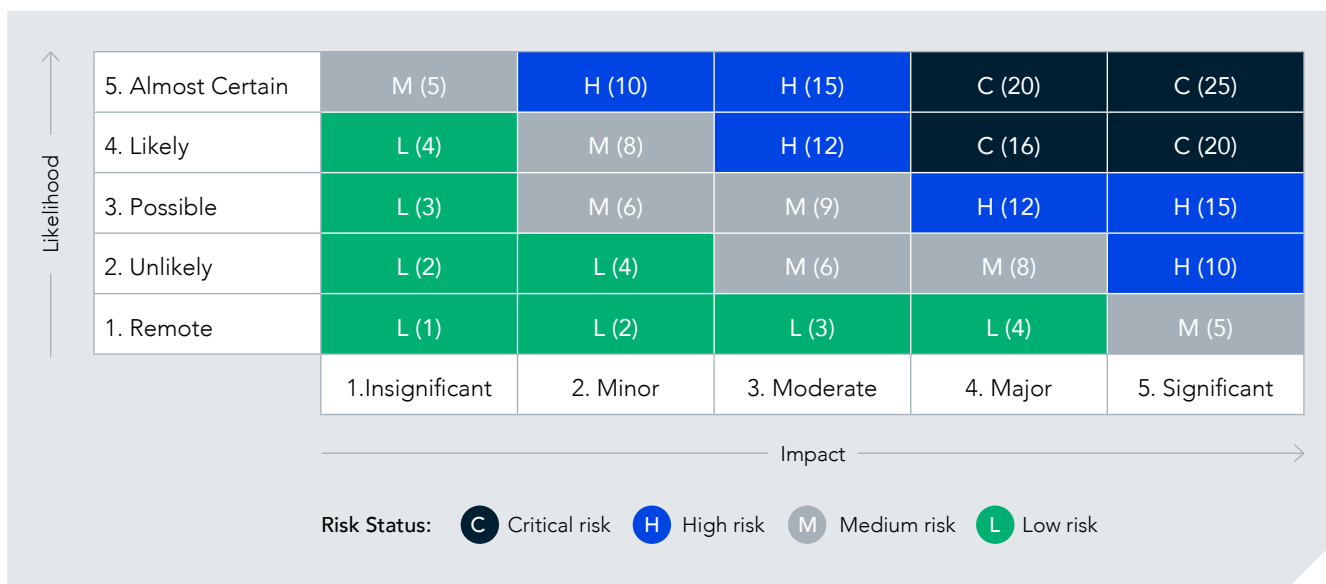 Likelihood
5. Almost Certain M (5) H (10) H (15) C (20) C (25)
4. Likely L (4) M (8) H (12) C (16) C (20)
3. Possible L (3) M (6) M (9) H (12) H (15)
2. Unlikely L (2) L (4) M (6) M (8) H (10)
1. Remote L (1) L (2) L (3) L (4) M (5)
1.Insignificant 2. Minor 3. Moderate 4. Major 5. Significant
Impact
Risk Status: C Critical risk H High risk M Medium risk L Low risk